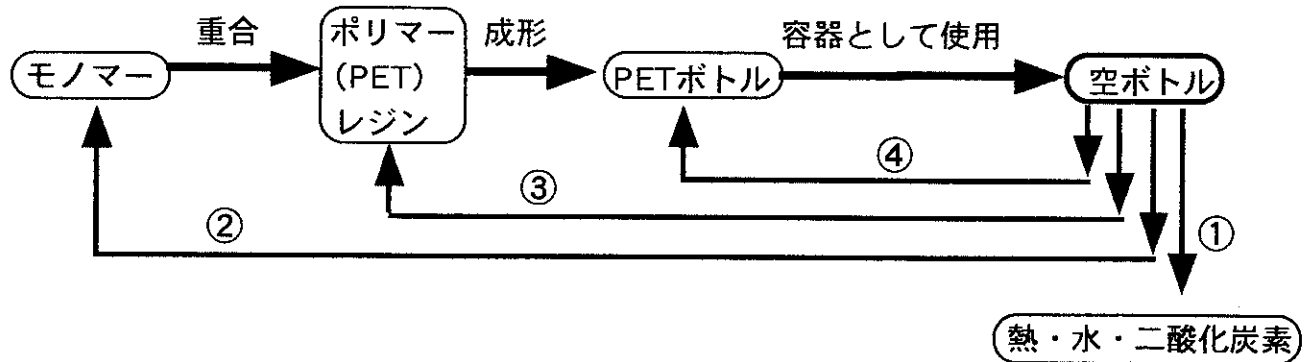 重合
成形
容器として使用
モノマー
ポリマー
(PET)
レジン
PETボトル
空ボトル
④
③
②
①
熱・水・二酸化炭素